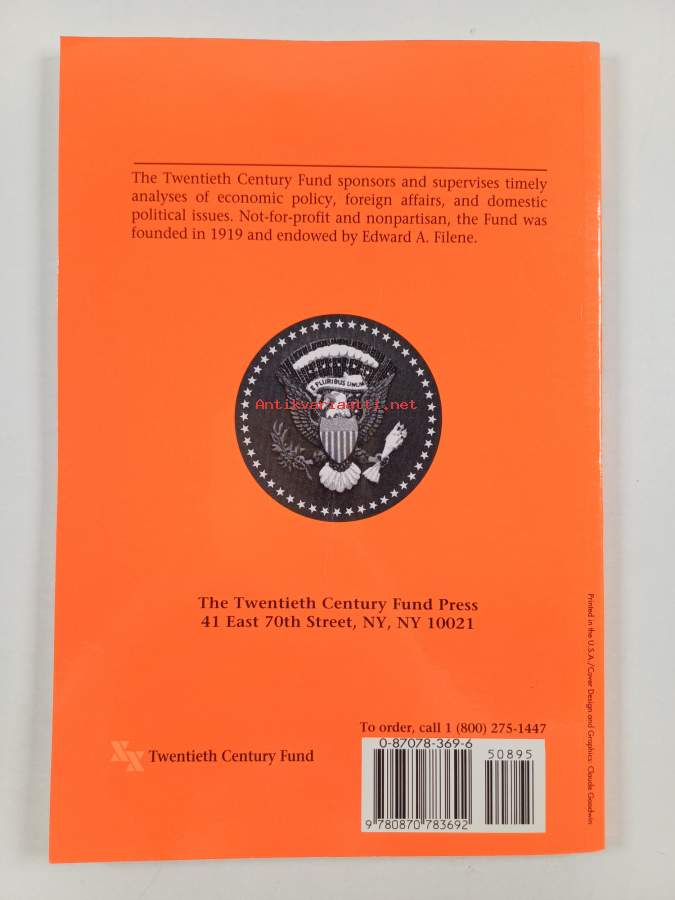 The Twentieth Century Fund sponsors and supervises timely
analyses of economic policy, foreign affairs, and domestic
political issues. Not-for-profit and nonpartisan, the Fund was
founded in 1919 and endowed by Edward A. Filene.
E PLURIBUS UNUM
Antikvariaatti.net
The Twentieth Century Fund Press
41 East 70th Street, NY, NY 10021
Printed in the U.S.A./Cover Design and Graphics: Claude Goodwin
To order, call 1 (800) 275-1447
0-87078-369-6
50895
9 780870 783692
XX Twentieth Century Fund